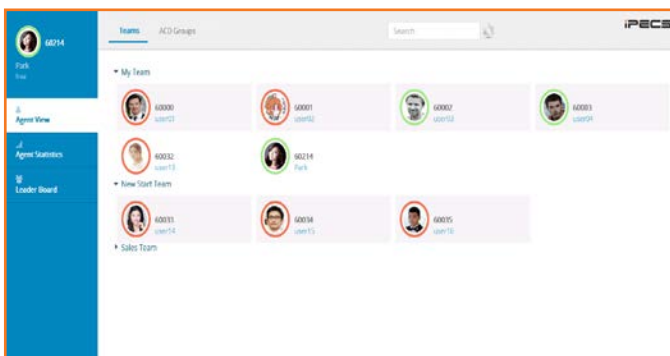 60214
Park
Teams ACD Groups
Search
iPECS
Agent View
Agent Statistics
Leader Board
My Team
60000
user01
60001
user02
60002
user03
60003
user04
60032
user13
60214
Park
New Start Team
60033
user14
60034
user15
60035
user16
Sales Team